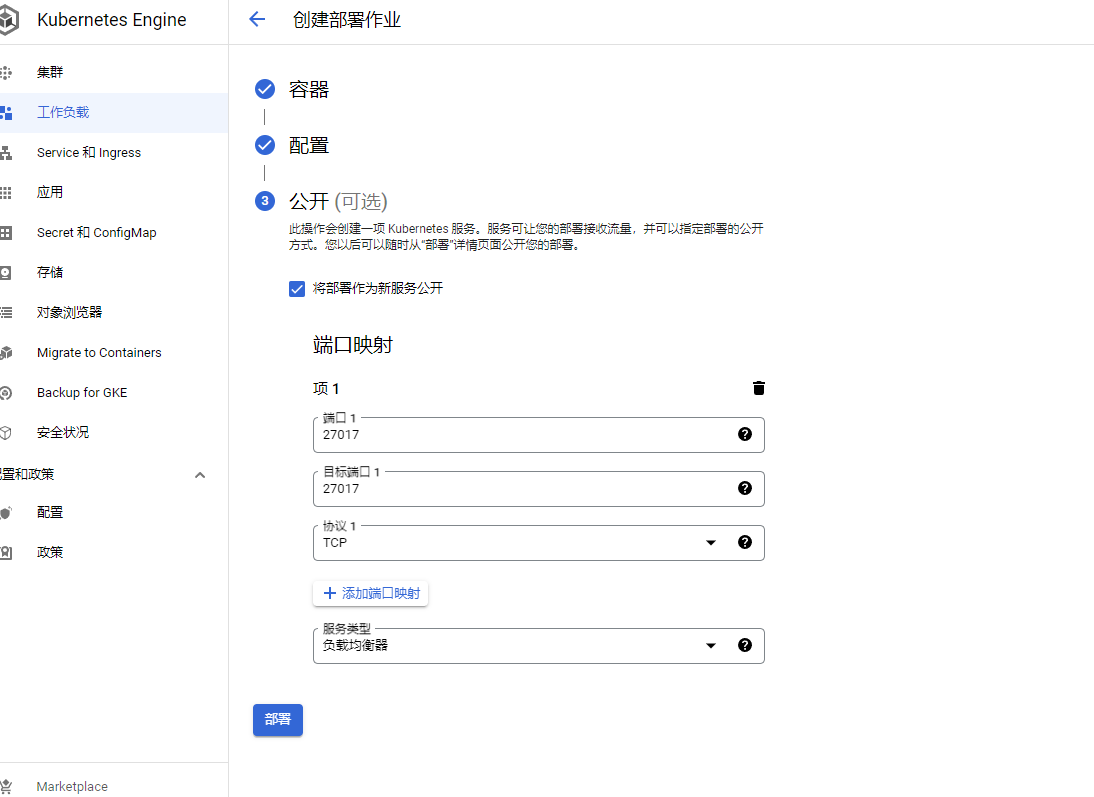 Kubernetes Engine
创建部署作业
集群
工作负载
Service 和 Ingress
应用
Secret 和 ConfigMap
存储
对象浏览器
Migrate to Containers
Backup for GKE
安全状况
置和政策
配置
政策
Marketplace
容器
配置
3 公开 (可选)
此操作会创建一项 Kubernetes 服务。服务可让您的部署接收流量，并可以指定部署的公开
方式。您以后可以随时从“部署”详情页面公开您的部署。
将部署作为新服务公开
端口映射
项 1
端口 1
27017
目标端口 1
27017
协议 1
TCP
添加端口映射
服务类型
负载均衡器
部署